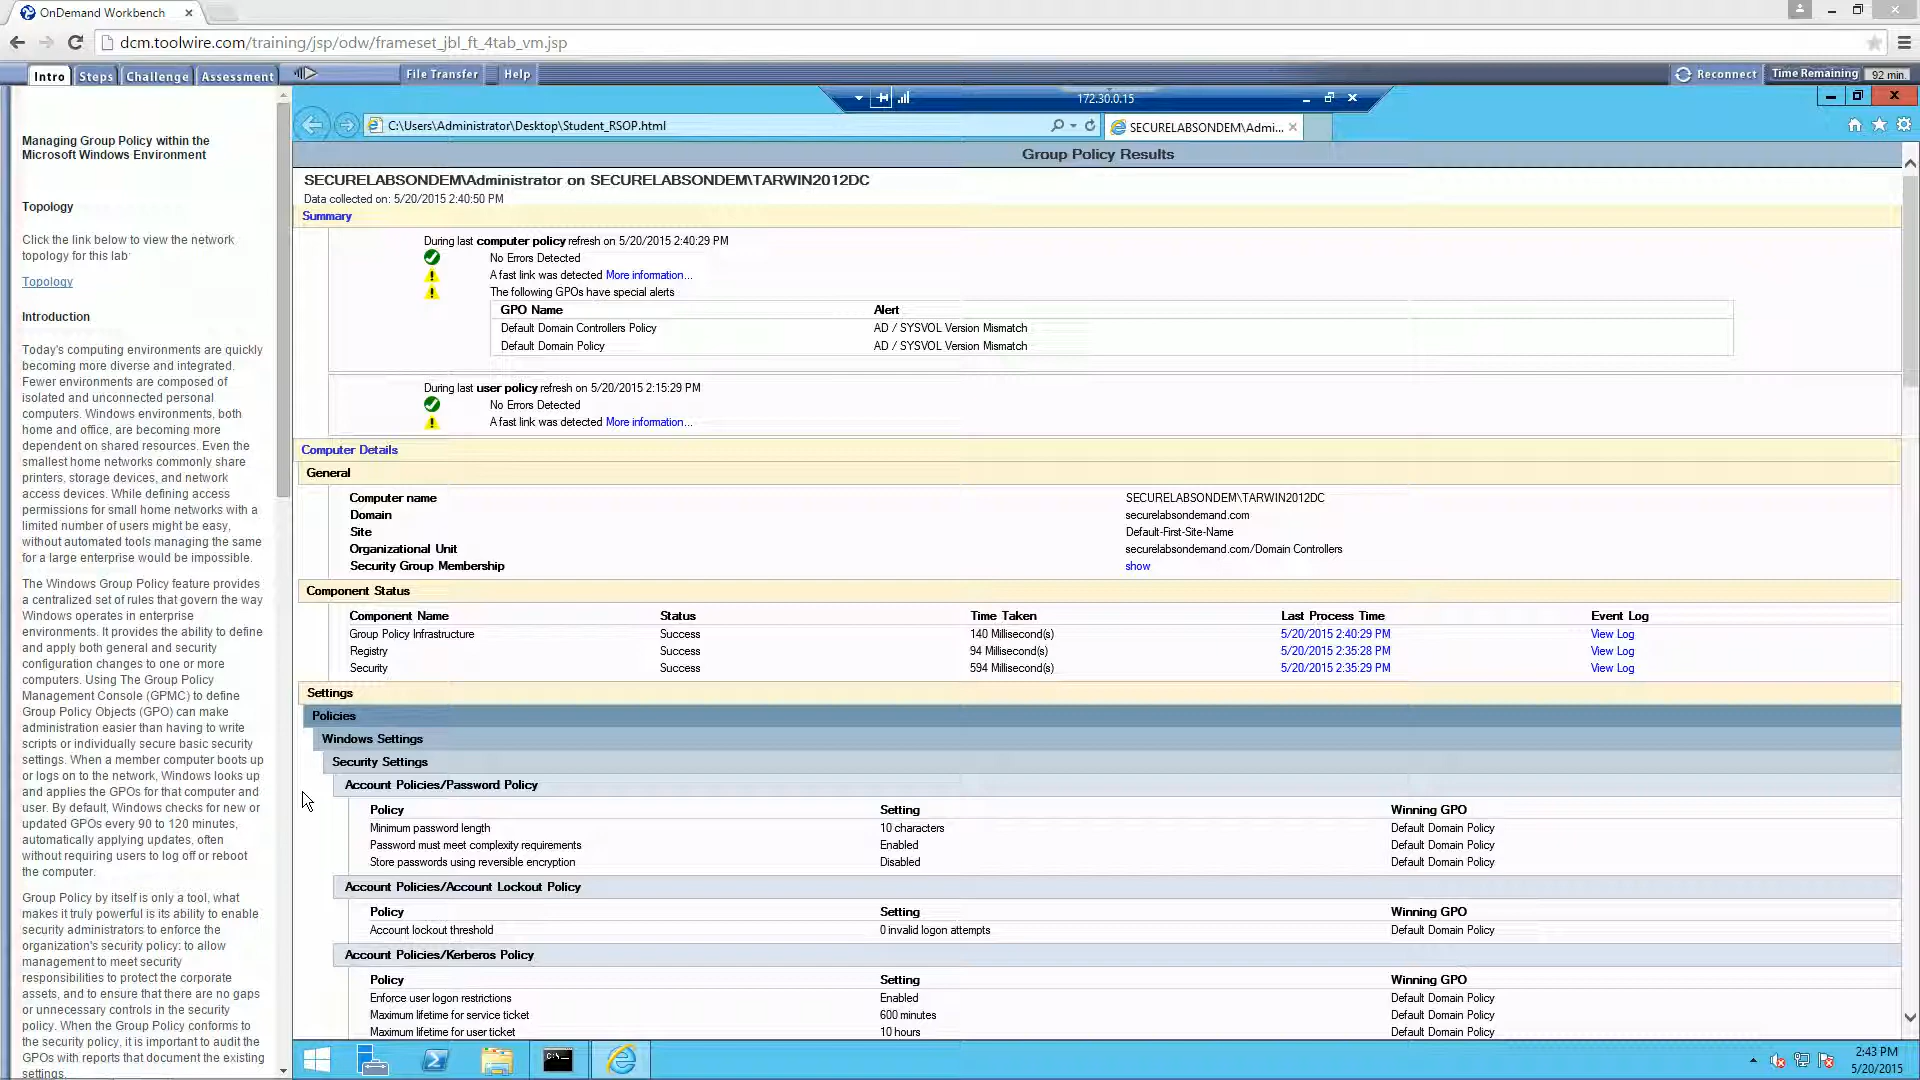 OnDemand Workbench
dcm.toolwire.com/training/jsp/odw/frameset_jbl_ft_4tab_vm.jsp
Intro Steps Challenge Assessment File Transfer Help Reconnect Time Remaining 92 min.
172.30.0.15
C:\Users\Administrator\Desktop\Student_RSOP.html SECURELABSONDEM\Admi...
Managing Group Policy within the
Microsoft Windows Environment
Topology
Click the link below to view the network
topology for this lab
Topology
Introduction
Today's computing environments are quickly
becoming more diverse and integrated.
Fewer environments are composed of
isolated and unconnected personal
computers. Windows environments, both
home and office, are becoming more
dependent on shared resources. Even the
smallest home networks commonly share
printers, storage devices, and network
access devices. While defining access
permissions for small home networks with a
limited number of users might be easy,
without automated tools managing the same
for a large enterprise would be impossible.
The Windows Group Policy feature provides
a centralized set of rules that govern the way
Windows operates in enterprise
environments. It provides the ability to define
and apply both general and security
configuration changes to one or more
computers. Using The Group Policy
Management Console (GPMC) to define
Group Policy Objects (GPO) can make
administration easier than having to write
scripts or individually secure basic security
settings. When a member computer boots up
or logs on to the network, Windows looks up
and applies the GPOs for that computer and
user. By default, Windows checks for new or
updated GPOs every 90 to 120 minutes,
automatically applying updates, often
without requiring users to log off or reboot
the computer.
Group Policy by itself is only a tool, what
makes it truly powerful is its ability to enable
security administrators to enforce the
organization's security policy: to allow
management to meet security
responsibilities to protect the corporate
assets, and to ensure that there are no gaps
or unnecessary controls in the security
policy. When the Group Policy conforms to
the security policy, it is important to audit the
GPOs with reports that document the existing
settings.
Group Policy Results
SECURELABSONDEM\Administrator on SECURELABSONDEM\TARWIN2012DC
Data collected on: 5/20/2015 2:40:50 PM
Summary
During last computer policy refresh on 5/20/2015 2:40:29 PM
No Errors Detected
A fast link was detected More information...
The following GPOs have special alerts
GPO Name Alert
Default Domain Controllers Policy AD / SYSVOL Version Mismatch
Default Domain Policy AD / SYSVOL Version Mismatch
During last user policy refresh on 5/20/2015 2:15:29 PM
No Errors Detected
A fast link was detected More information...
Computer Details
General
Computer name SECURELABSONDEM\TARWIN2012DC
Domain securelabsondemand.com
Site Default-First-Site-Name
Organizational Unit securelabsondemand.com/Domain Controllers
Security Group Membership show
Component Status
Component Name Status Time Taken Last Process Time Event Log
Group Policy Infrastructure Success 140 Millisecond(s) 5/20/2015 2:40:29 PM View Log
Registry Success 94 Millisecond(s) 5/20/2015 2:35:28 PM View Log
Security Success 594 Millisecond(s) 5/20/2015 2:35:29 PM View Log
Settings
Policies
Windows Settings
Security Settings
Account Policies/Password Policy
Policy Setting Winning GPO
Minimum password length 10 characters Default Domain Policy
Password must meet complexity requirements Enabled Default Domain Policy
Store passwords using reversible encryption Disabled Default Domain Policy
Account Policies/Account Lockout Policy
Policy Setting Winning GPO
Account lockout threshold 0 invalid logon attempts Default Domain Policy
Account Policies/Kerberos Policy
Policy Setting Winning GPO
Enforce user logon restrictions Enabled Default Domain Policy
Maximum lifetime for service ticket 600 minutes Default Domain Policy
Maximum lifetime for user ticket 10 hours Default Domain Policy
2:43 PM
5/20/2015